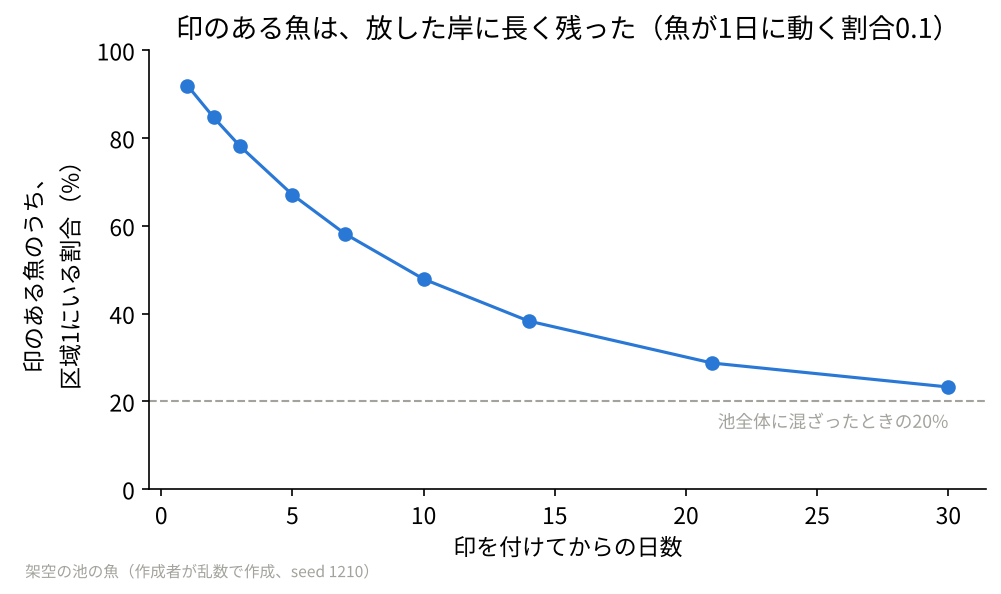 印のある魚は、放した岸に長く残った（魚が1日に動く割合0.1）
印のある魚のうち、
区域1にいる割合（%）
100
80
60
40
20
0
池全体に混ざったときの20%
0 5 10 15 20 25 30
印を付けてからの日数
架空の池の魚（作成者が乱数で作成、seed 1210）